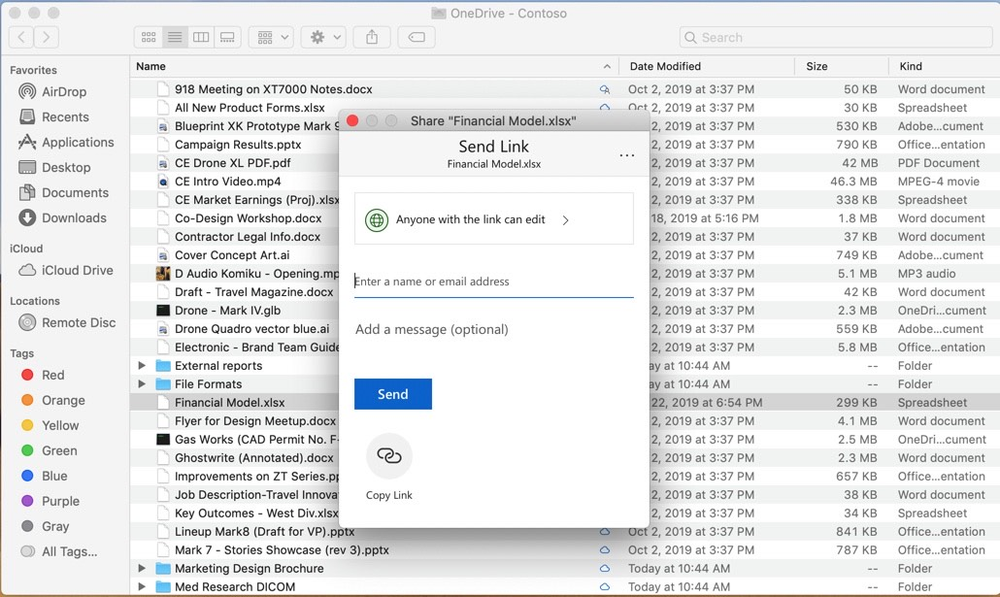 OneDrive - Contoso
Search
Favorites
AirDrop
Recents
Applications
Desktop
Documents
Downloads
iCloud
iCloud Drive
Locations
Remote Disc
Tags
Red
Orange
Yellow
Green
Blue
Purple
Gray
All Tags...
Name Date Modified Size Kind
918 Meeting on XT7000 Notes.docx Oct 2, 2019 at 3:37 PM 50 KB Word document
All New Product Forms.xlsx Oct 2, 2019 at 3:37 PM 30 KB Spreadsheet
Blueprint XK Prototype Mark 2, 2019 at 3:37 PM 530 KB Adobe...cument
Campaign Results.pptx 2, 2019 at 3:37 PM 790 KB Office...entation
CE Drone XL PDF.pdf 2, 2019 at 3:37 PM 42 MB PDF Document
CE Intro Video.mp4 2, 2019 at 3:37 PM 46.3 MB MPEG-4 movie
CE Market Earnings (Proj).xlsx 2, 2019 at 3:37 PM 338 KB Spreadsheet
Co-Design Workshop.docx 18, 2019 at 5:16 PM 1.8 MB Word document
Contractor Legal Info.docx 2, 2019 at 3:37 PM 37 KB Word document
Cover Concept Art.ai 2, 2019 at 3:37 PM 749 KB Adobe...cument
D Audio Komiku - Opening.mp 2, 2019 at 3:37 PM 5.1 MB MP3 audio
Draft - Travel Magazine.docx 2, 2019 at 3:37 PM 42 KB Word document
Drone - Mark IV.glb 2, 2019 at 3:37 PM 2.3 MB OneDri...cument
Drone Quadro vector blue.ai 2, 2019 at 3:37 PM 559 KB Adobe...cument
Electronic - Brand Team Guide 2, 2019 at 3:37 PM 5.8 MB Office...entation
External reports ay at 10:44 AM -- Folder
File Formats ay at 10:44 AM -- Folder
Financial Model.xlsx 22, 2019 at 6:54 PM 299 KB Spreadsheet
Flyer for Design Meetup.docx 2, 2019 at 3:37 PM 4.1 MB Word document
Gas Works (CAD Permit No. F- 2, 2019 at 3:37 PM 2.5 MB OneDri...cument
Ghostwrite (Annotated).docx 2, 2019 at 3:37 PM 2.3 MB Word document
Improvements on ZT Series.pp 2, 2019 at 3:37 PM 657 KB Office...entation
Job Description-Travel Innova 2, 2019 at 3:37 PM 38 KB Word document
Key Outcomes - West Div.xlsx 2, 2019 at 3:37 PM 34 KB Spreadsheet
Lineup Mark8 (Draft for VP).pptx Oct 2, 2019 at 3:37 PM 841 KB Office...entation
Mark 7 - Stories Showcase (rev 3).pptx Oct 2, 2019 at 3:37 PM 787 KB Office...entation
Marketing Design Brochure Today at 10:44 AM -- Folder
Med Research DICOM Today at 10:44 AM -- Folder
Share "Financial Model.xlsx"
Send Link
Financial Model.xlsx
...
Anyone with the link can edit
Enter a name or email address
Add a message (optional)
Send
Copy Link